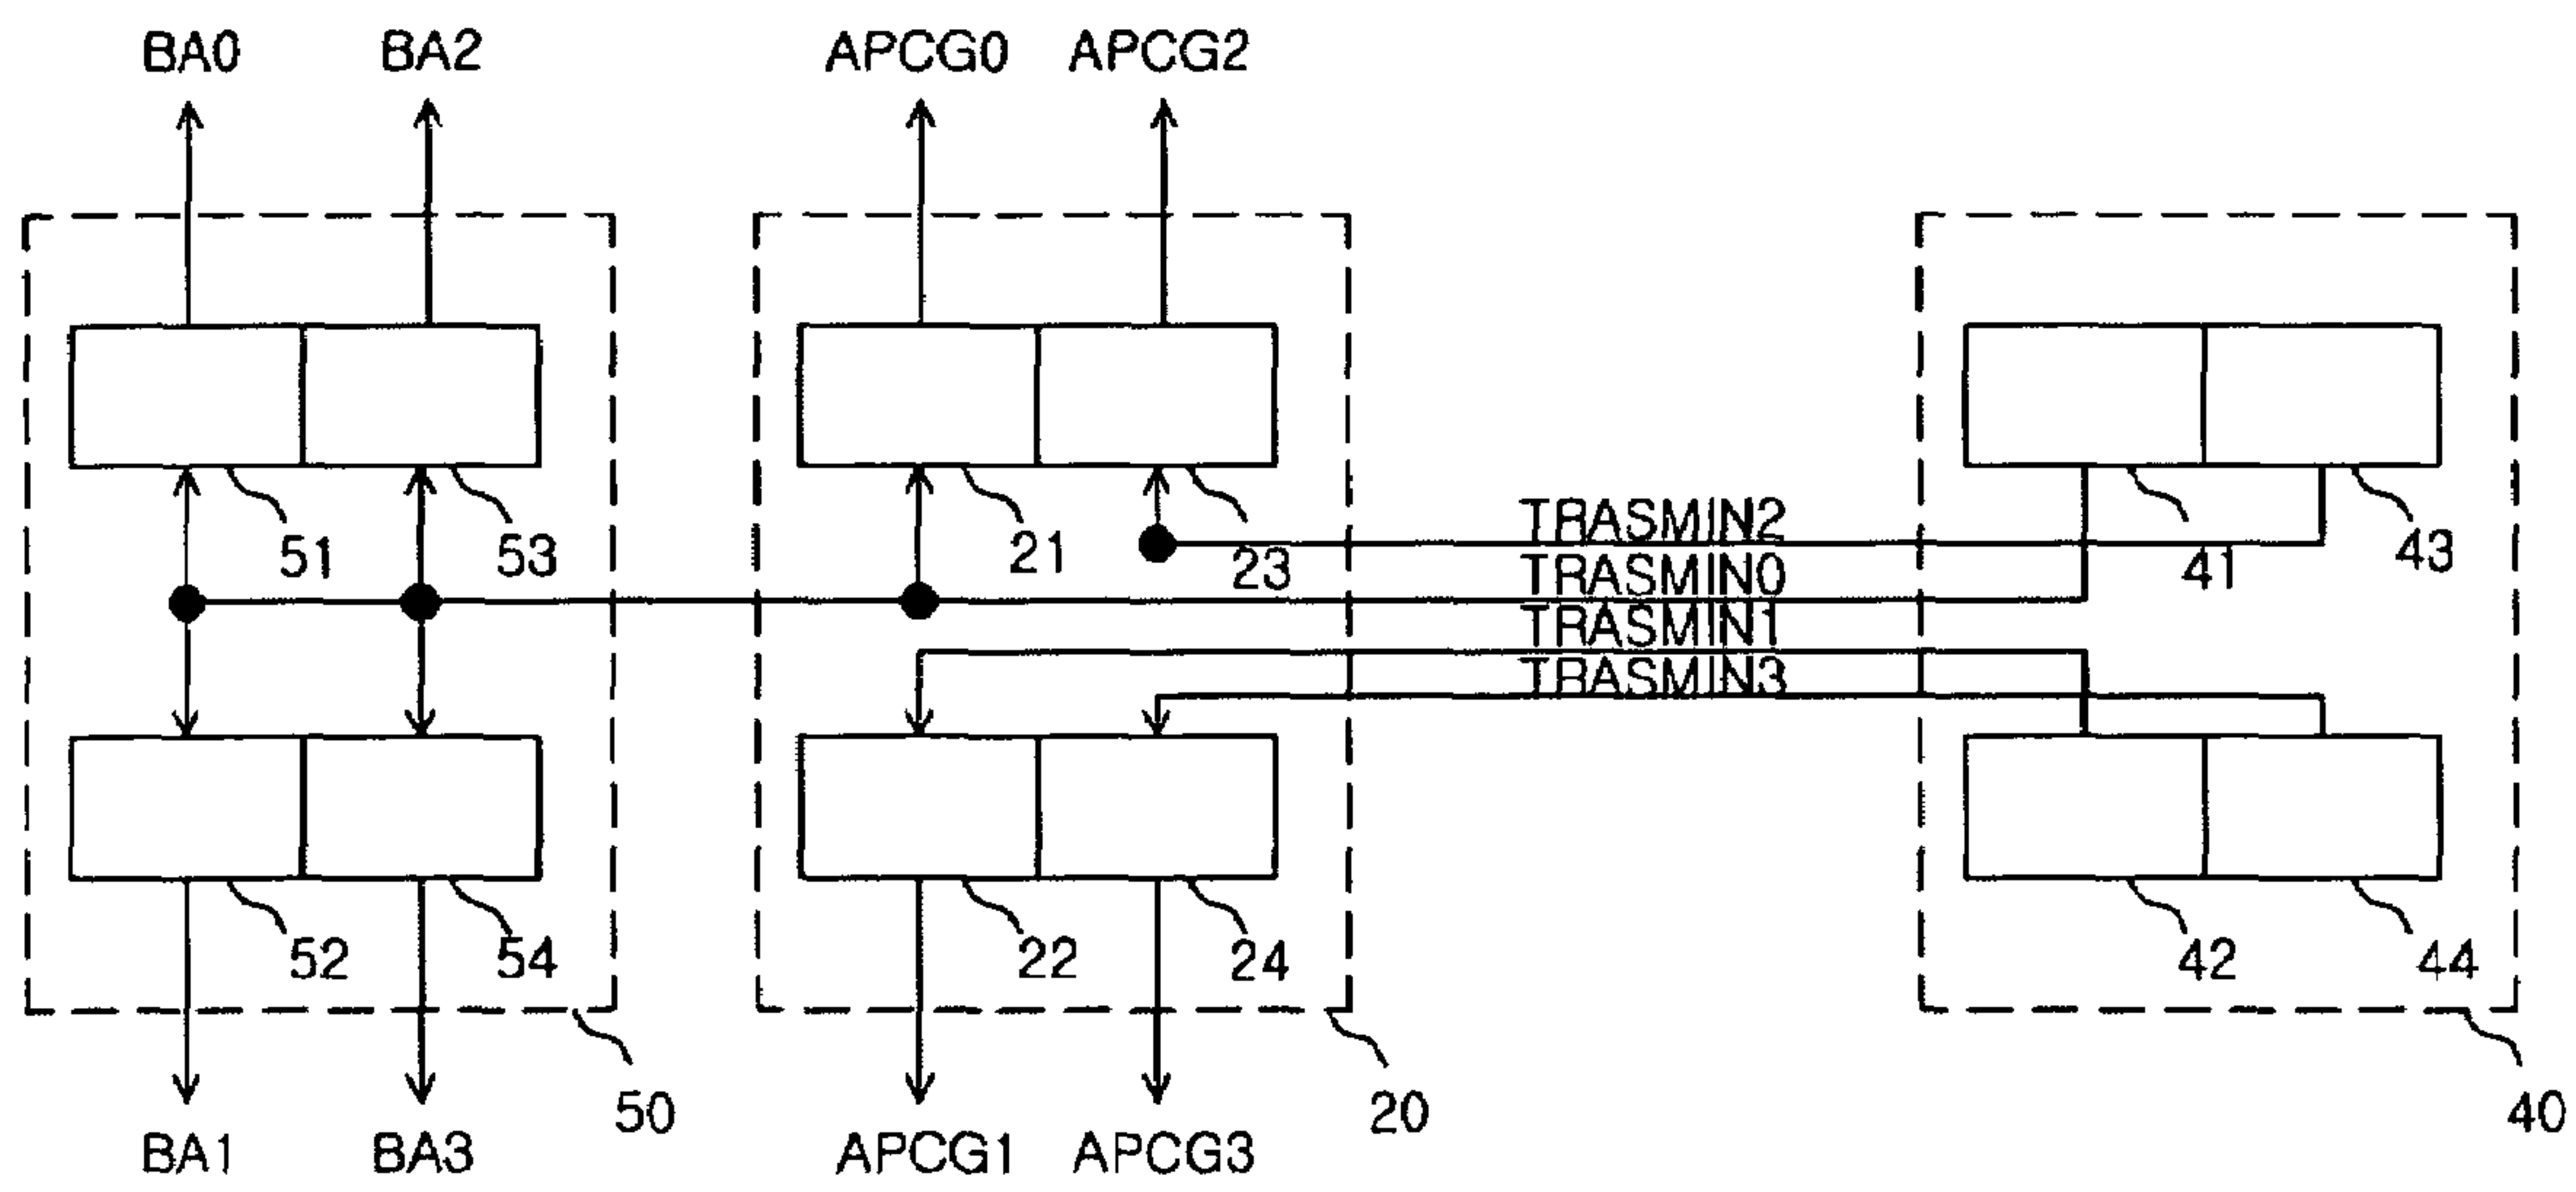 BA0 BA2 APCG0 APCG2
51 53 21 23 TRASMIN2 41 43
TRASMIN0
TRASMIN1
TRASMIN3
52 54 22 24 42 44
50 20 40
BA1 BA3 APCG1 APCG3